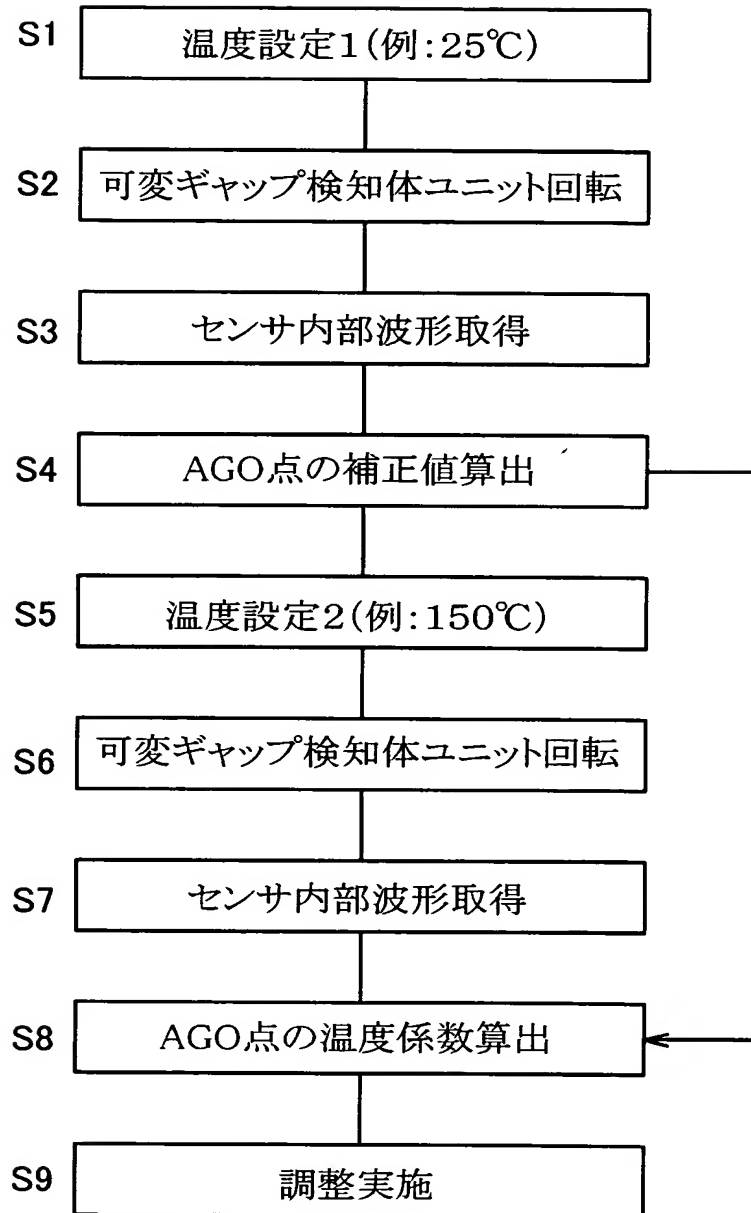 S1 温度設定1(例:25℃)
S2 可変ギャップ検知体ユニット回転
S3 センサ内部波形取得
S4 AGO点の補正値算出
S5 温度設定2(例:150℃)
S6 可変ギャップ検知体ユニット回転
S7 センサ内部波形取得
S8 AGO点の温度係数算出
S9 調整実施